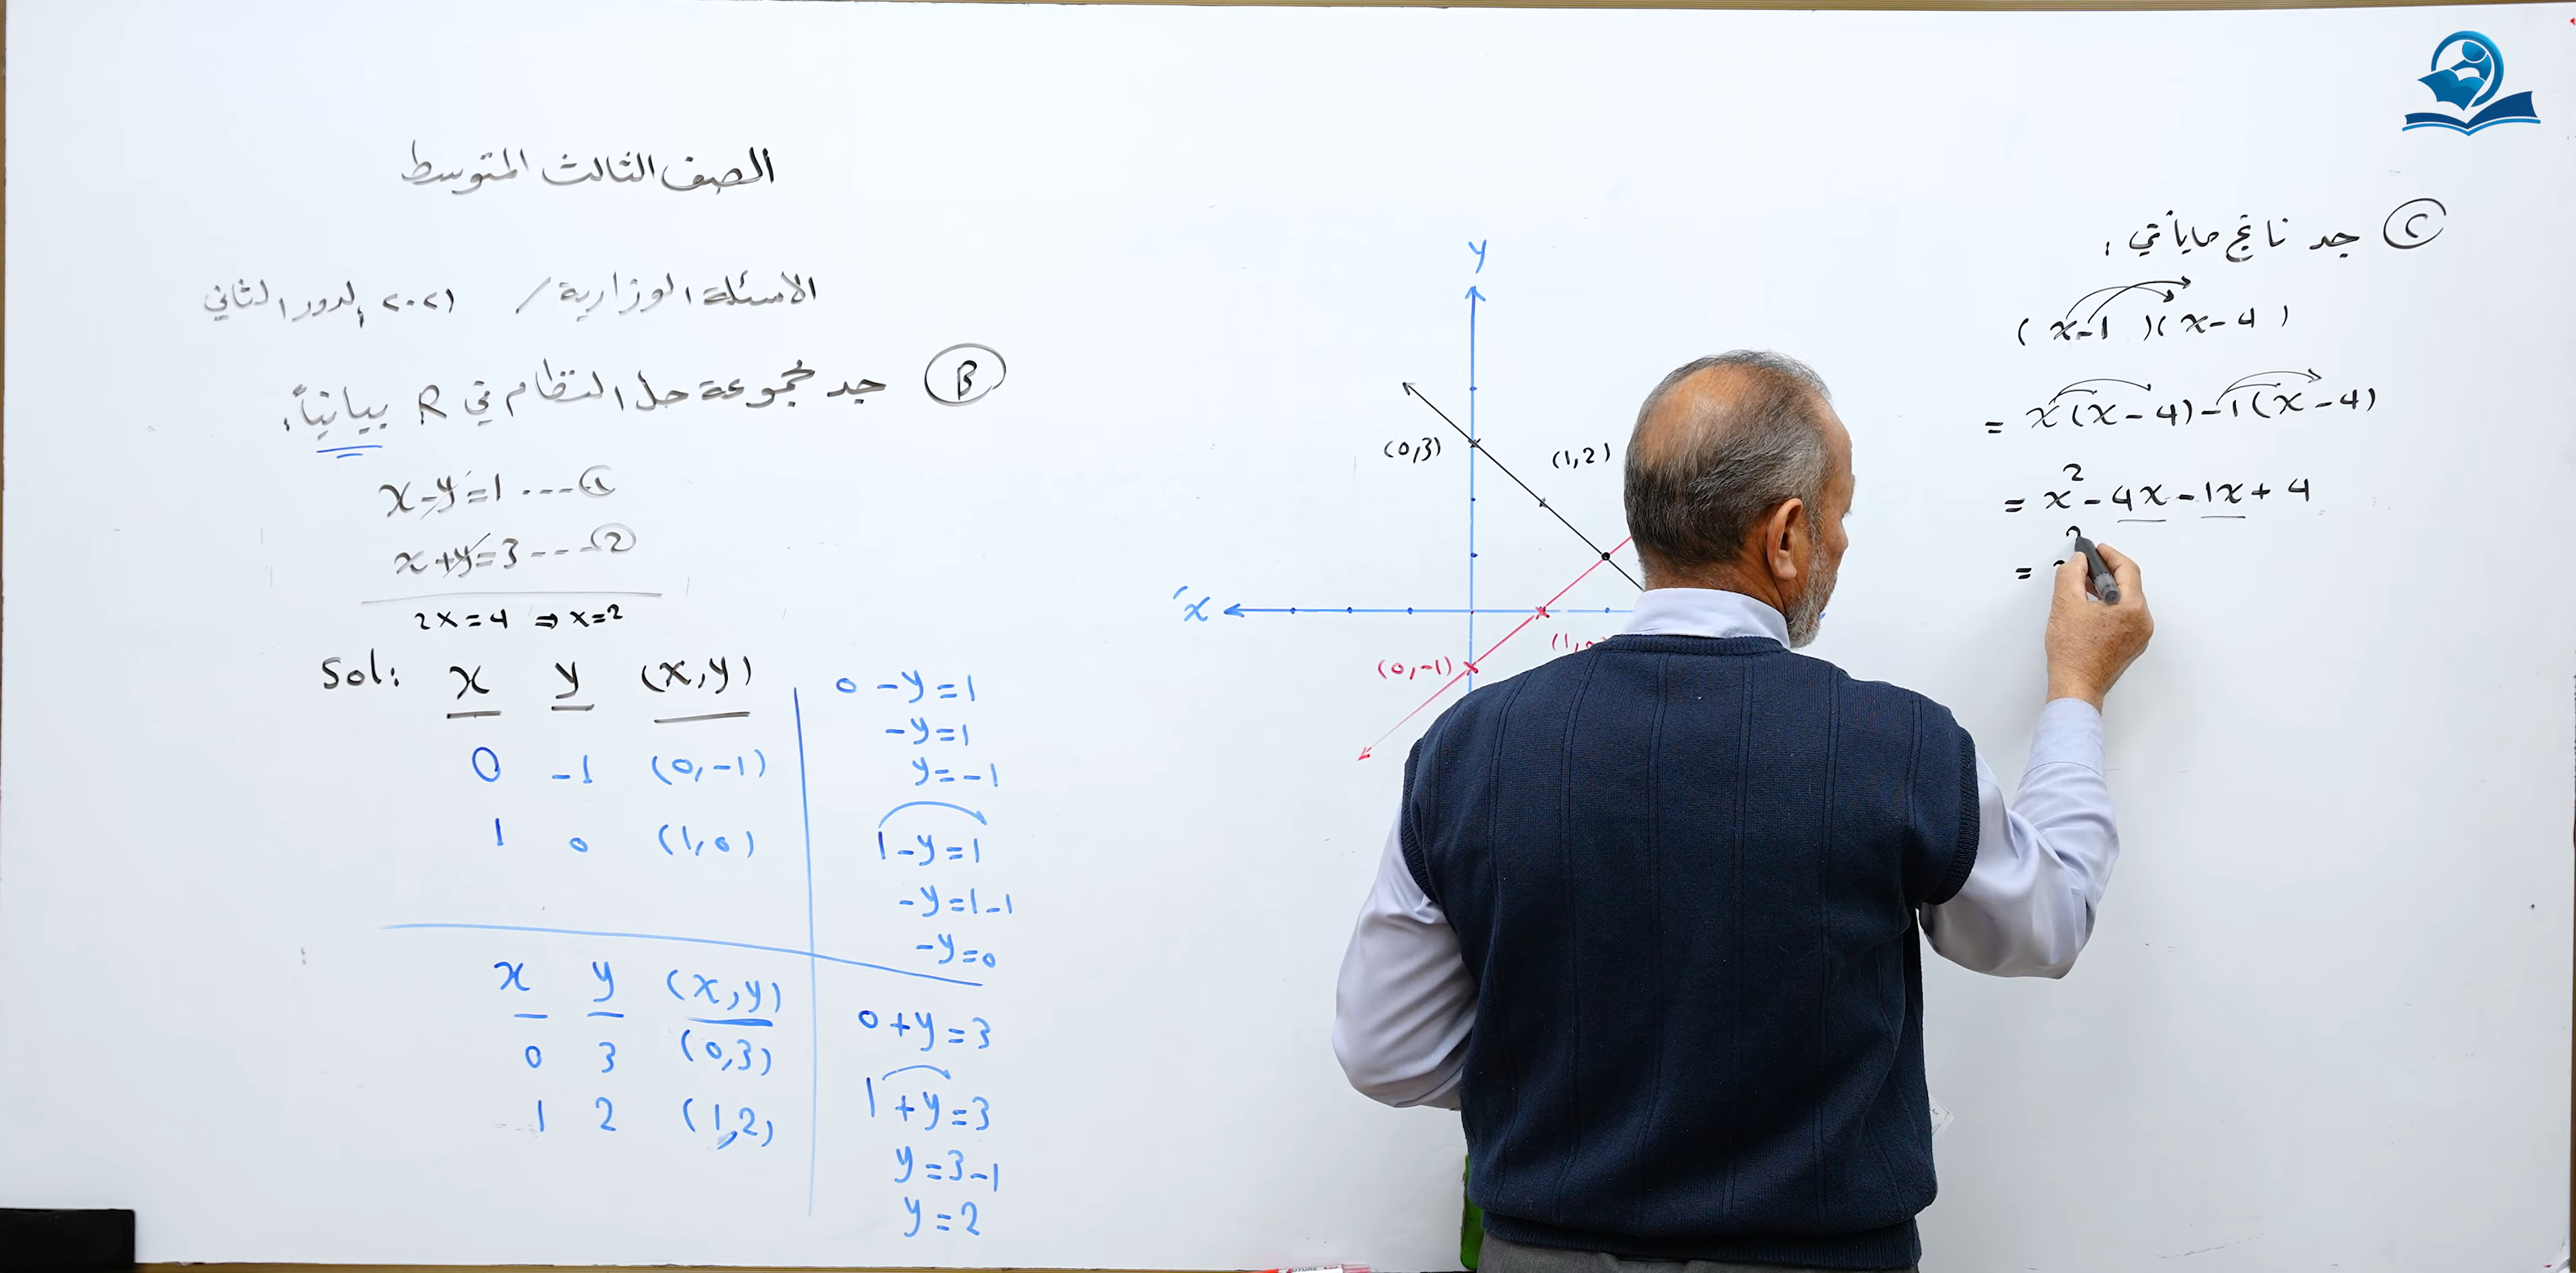 الصف الثالث المتوسط
الاسئلة الوزارية / ٢٠٢١ الدور الثاني
B جد مجموعة حل النظام في R بيانياً:
x-y=1 ---①
x+y=3 ---②
2x=4 ⇒ x=2
Sol: x y (x,y)
0 -1 (0,-1)
1 0 (1,0)
0-y=1
-y=1
y=-1
1-y=1
-y=1-1
-y=0
x y (x,y)
0 3 (0,3)
1 2 (1,2)
0+y=3
1+y=3
y=3-1
y=2
y
(0,3)
(1,2)
x́
(0,-1)
C جد ناتج ما يأتي:
(x-1)(x-4)
= x(x-4)-1(x-4)
= x²-4x-1x+4
=